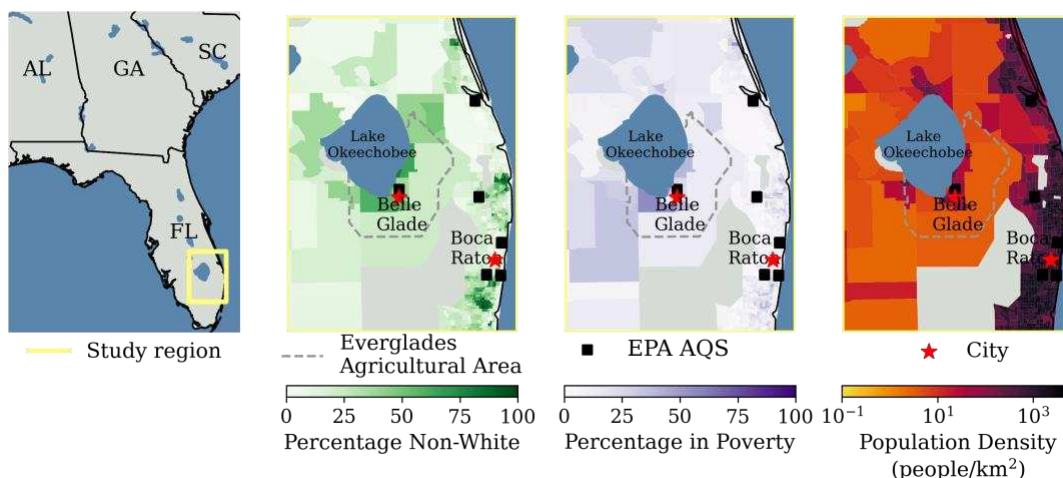 AL
GA
SC
FL
Lake
Okeechobee
Belle
Glade
Boca
Raton
Lake
Okeechobee
Belle
Glade
Boca
Raton
Lake
Okeechobee
Belle
Glade
Boca
Raton
Study region
Everglades
Agricultural Area
EPA AQS
City
0 25 50 75 100
Percentage Non-White
0 25 50 75 100
Percentage in Poverty
10⁻¹ 10¹ 10³
Population Density
(people/km²)